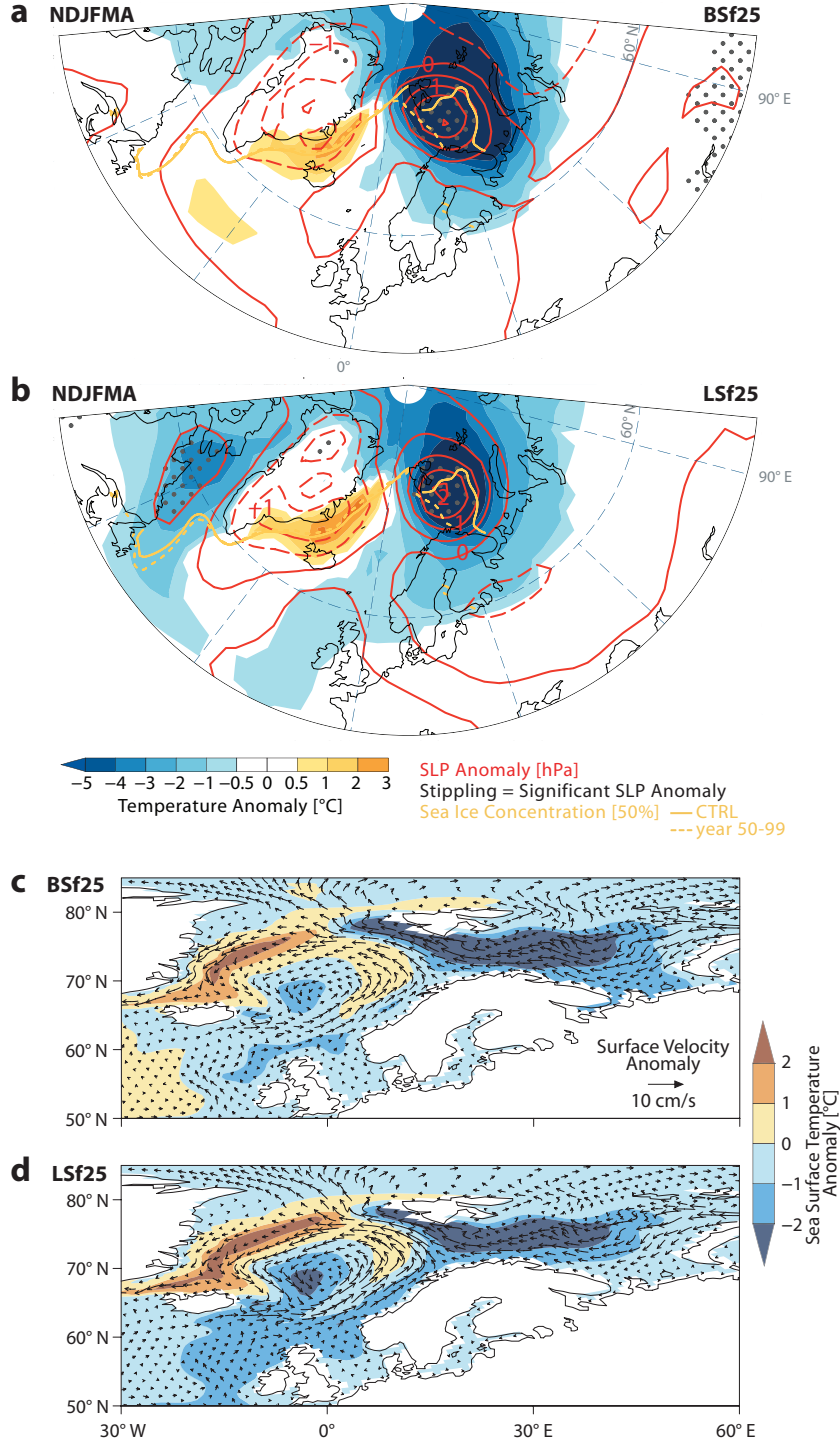 a NDJFMA BSf25
−1
0
1
60° N
90° E
0°
b NDJFMA LSf25
60° N
90° E
−1
2
0
−5 −4 −3 −2 −1 −0.5 0 0.5 1 2 3
Temperature Anomaly [°C]
SLP Anomaly [hPa]
Stippling = Significant SLP Anomaly
Sea Ice Concentration [50%] CTRL
year 50-99
c BSf25
80° N
70° N
60° N
50° N
Surface Velocity
Anomaly
10 cm/s
d LSf25
80° N
70° N
60° N
50° N
30° W 0° 30° E 60° E
2
1
0
−1
−2
Sea Surface Temperature
Anomaly [°C]